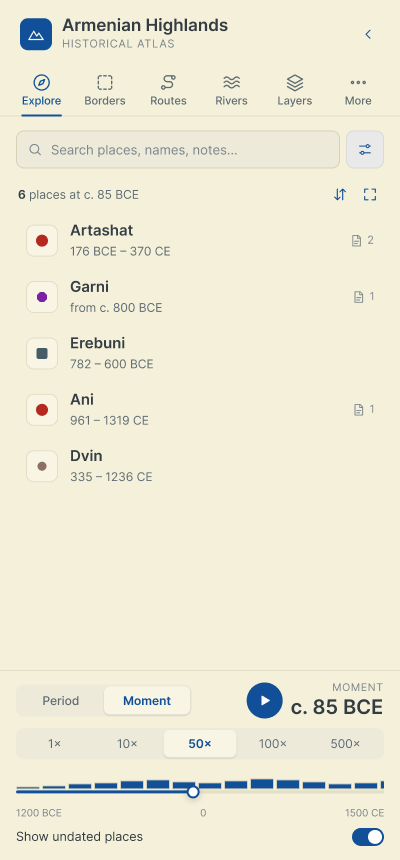 Armenian Highlands
HISTORICAL ATLAS
Explore
Borders
Routes
Rivers
Layers
More
Search places, names, notes...
6 places at c. 85 BCE
Artashat
176 BCE – 370 CE
2
Garni
from c. 800 BCE
1
Erebuni
782 – 600 BCE
Ani
961 – 1319 CE
1
Dvin
335 – 1236 CE
Period
Moment
MOMENT
c. 85 BCE
1×
10×
50×
100×
500×
1200 BCE
0
1500 CE
Show undated places